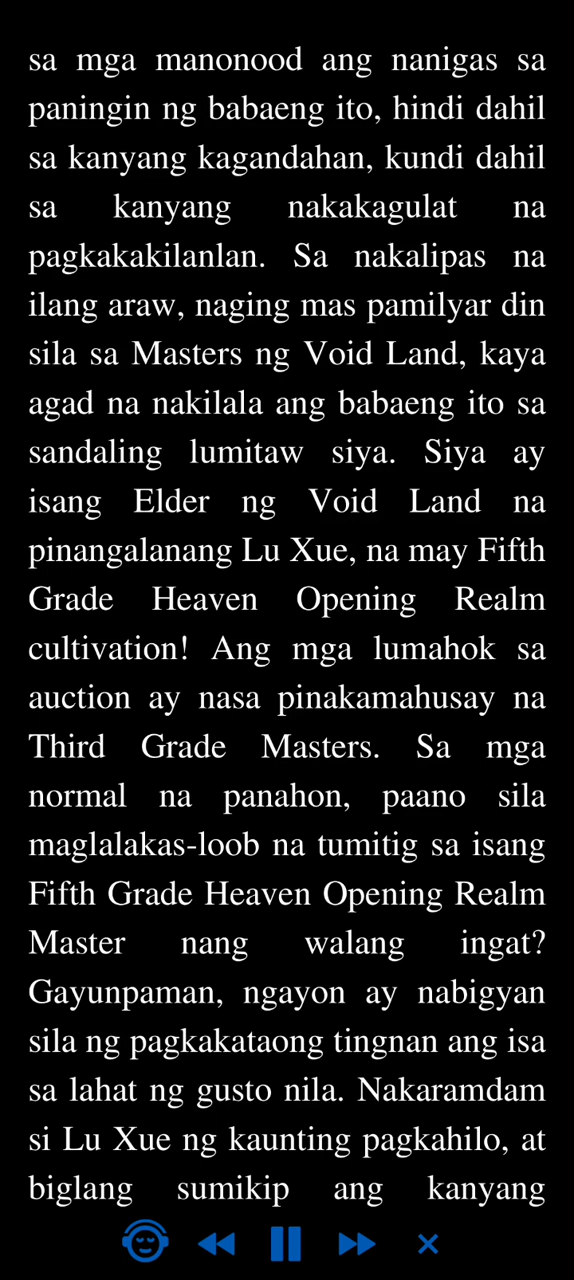 sa mga manonood ang nanigas sa
paningin ng babaeng ito, hindi dahil
sa kanyang kagandahan, kundi dahil
sa kanyang nakakagulat na
pagkakakilanlan. Sa nakalipas na
ilang araw, naging mas pamilyar din
sila sa Masters ng Void Land, kaya
agad na nakilala ang babaeng ito sa
sandaling lumitaw siya. Siya ay
isang Elder ng Void Land na
pinangalanang Lu Xue, na may Fifth
Grade Heaven Opening Realm
cultivation! Ang mga lumahok sa
auction ay nasa pinakamahusay na
Third Grade Masters. Sa mga
normal na panahon, paano sila
maglalakas-loob na tumitig sa isang
Fifth Grade Heaven Opening Realm
Master nang walang ingat?
Gayunpaman, ngayon ay nabigyan
sila ng pagkakataong tingnan ang isa
sa lahat ng gusto nila. Nakaramdam
si Lu Xue ng kaunting pagkahilo, at
biglang sumikip ang kanyang